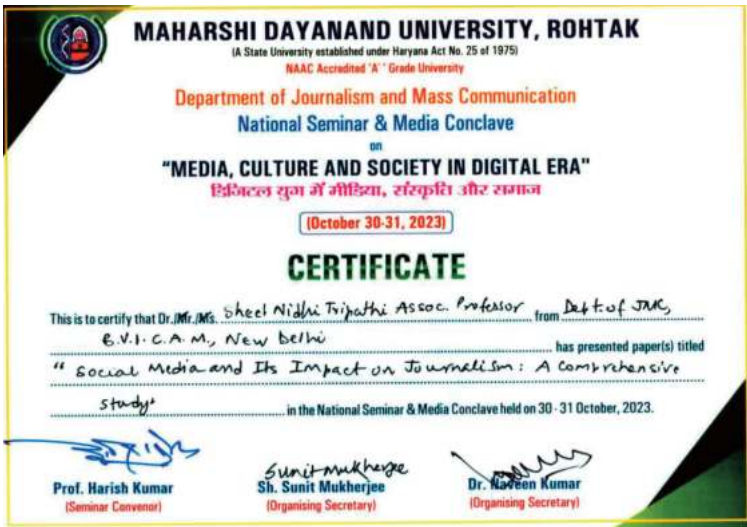 MAHARSHI DAYANAND UNIVERSITY, ROHTAK
(A State University established under Haryana Act No. 25 of 1975)
NAAC Accredited 'A+' Grade University
Department of Journalism and Mass Communication
National Seminar & Media Conclave
on
"MEDIA, CULTURE AND SOCIETY IN DIGITAL ERA"
डिजिटल युग में मीडिया, संस्कृति और समाज
(October 30-31, 2023)
CERTIFICATE
This is to certify that Dr./Mr./Ms. Sheel Nidhi Tripathi Assoc. Professor from Dept. of JMC,
B.V.I.C.A.M., New Delhi has presented paper(s) titled
"Social Media and Its Impact on Journalism: A Comprehensive
Study" in the National Seminar & Media Conclave held on 30-31 October, 2023.
Sunit Mukherjee
Prof. Harish Kumar Sh. Sunit Mukherjee Dr. Naveen Kumar
(Seminar Convenor) (Organising Secretary) (Organising Secretary)